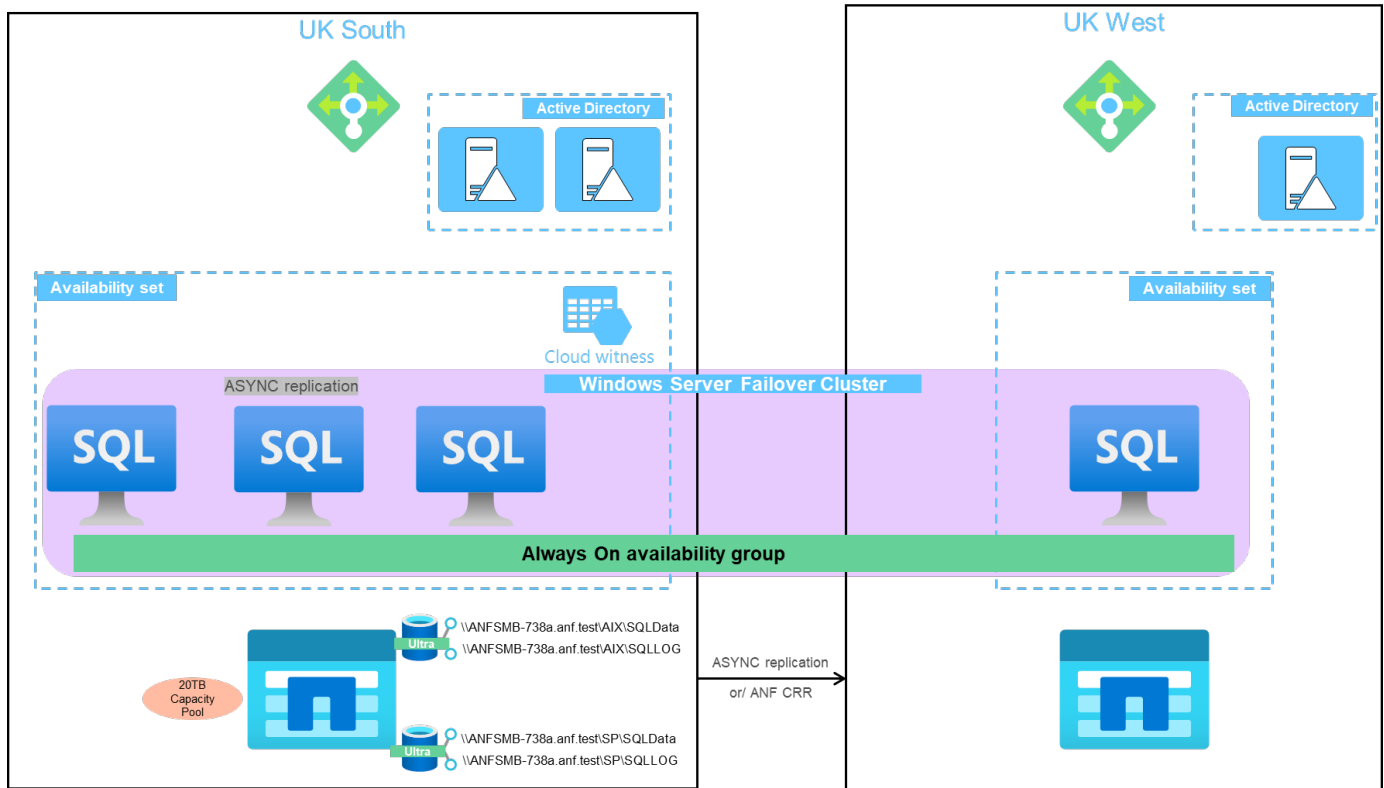 UK South
UK West
Active Directory
Active Directory
Availability set
Availability set
Cloud witness
Windows Server Failover Cluster
ASYNC replication
SQL
SQL
SQL
SQL
Always On availability group
Ultra
\\ANFSMB-738a.anf.test\AIX\SQLData
\\ANFSMB-738a.anf.test\AIX\SQLLOG
20TB
Capacity
Pool
ASYNC replication
or/ ANF CRR
Ultra
\\ANFSMB-738a.anf.test\SP\SQLData
\\ANFSMB-738a.anf.test\SP\SQLLOG